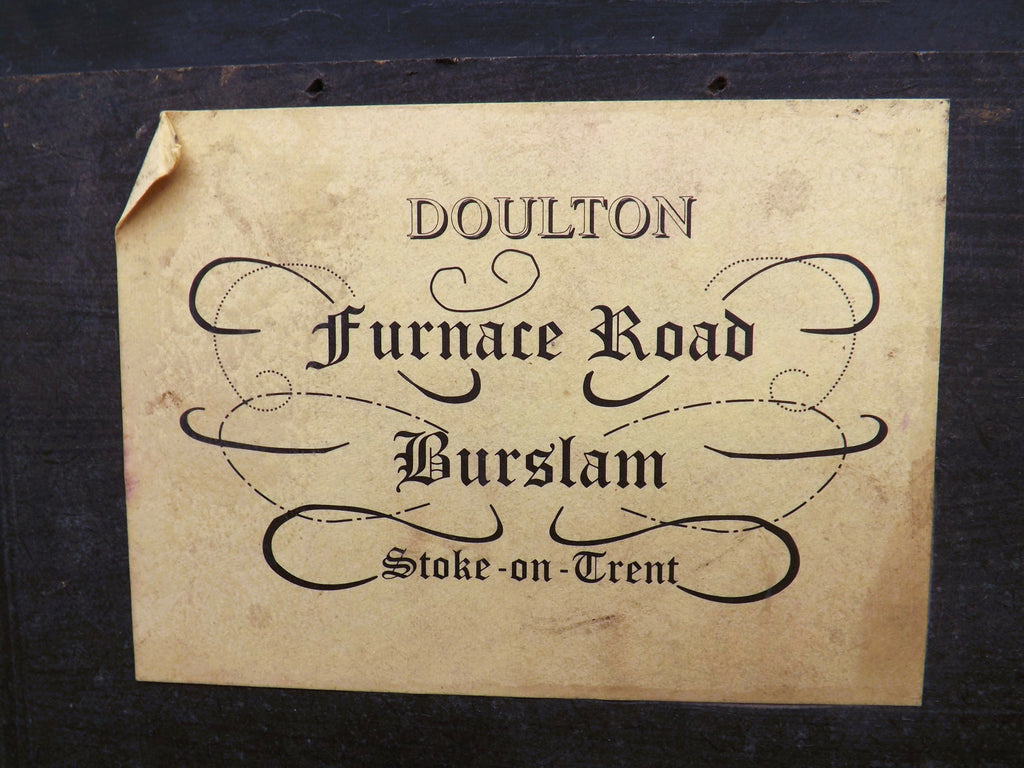 DOULTON
Furnace Road
Burslam
Stoke-on-Trent